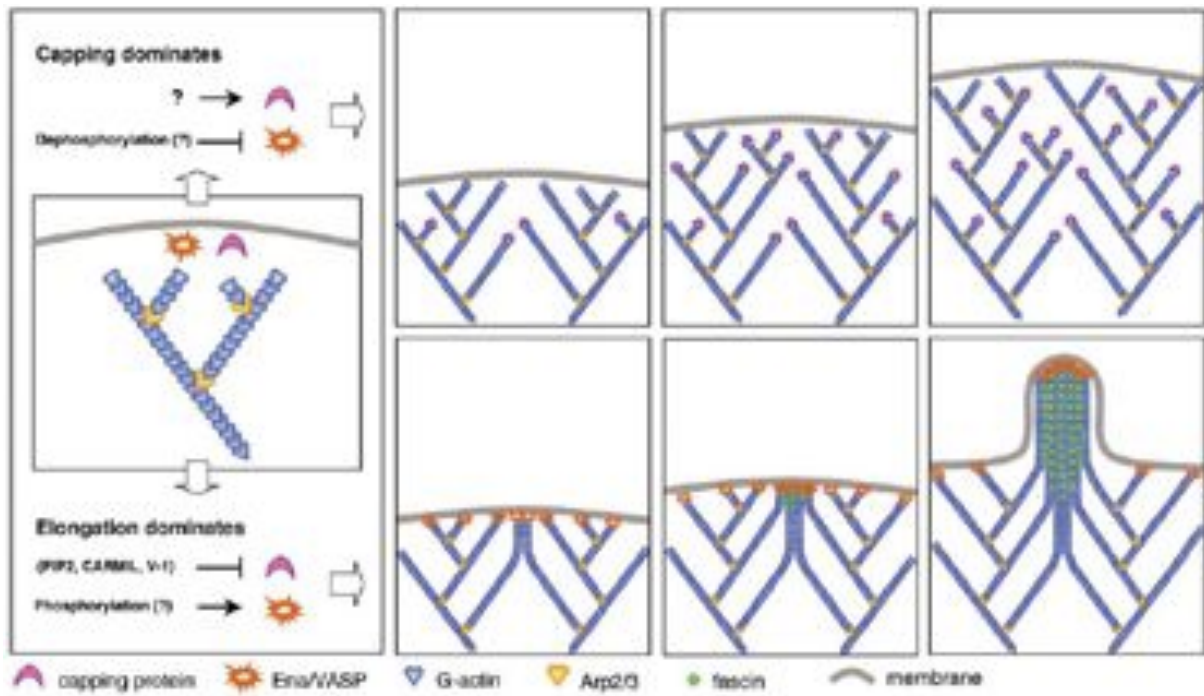 Capping dominates
?
Dephosphorylation (?)
Elongation dominates
(PIP2, CARMIL, V-1)
Phosphorylation (?)
capping protein Ena/VASP G-actin Arp2/3 fascin membrane